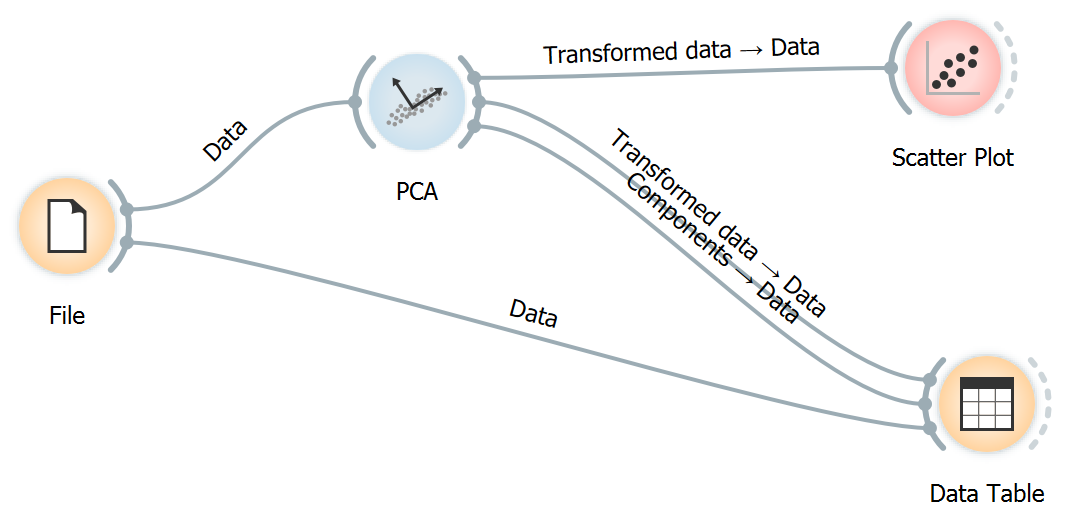 Transformed data → Data
Scatter Plot
Data
PCA
Transformed data → Data
Components → Data
File
Data
Data Table